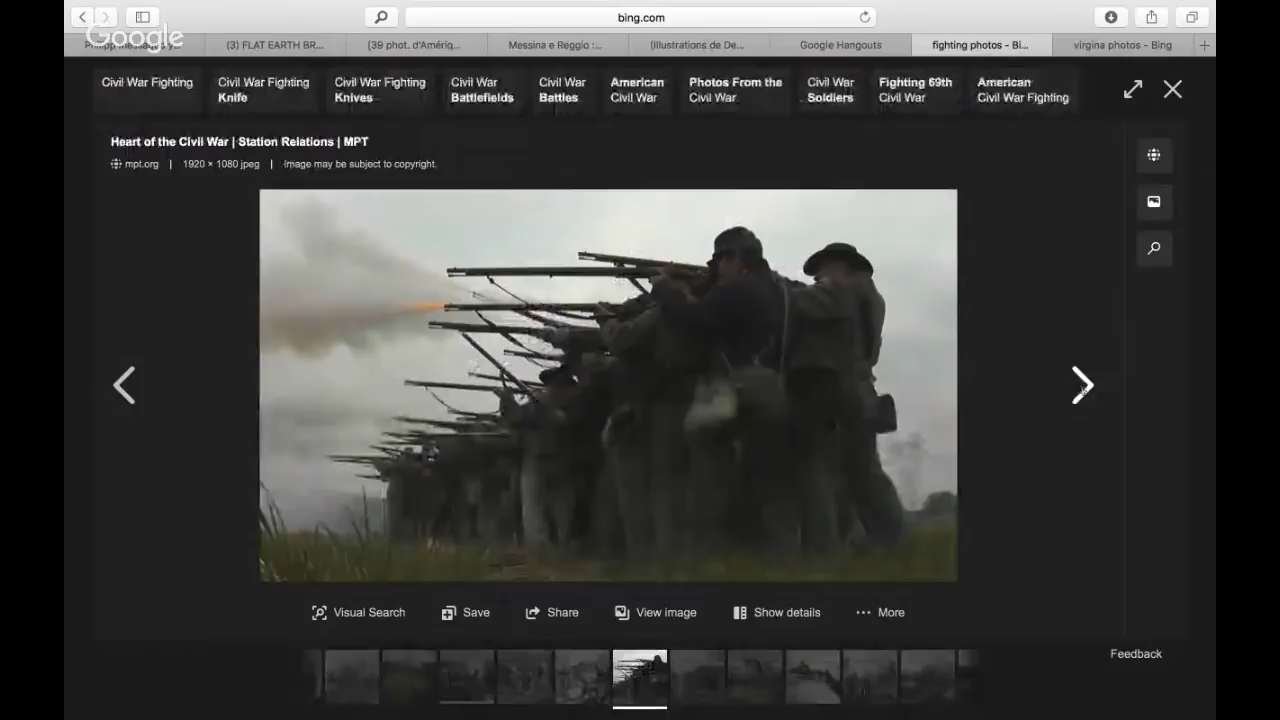 bing.com
Google
(3) FLAT EARTH BR...
[39 phot. d'Amériq...
Messina e Reggio :...
[Illustrations de De...
Google Hangouts
fighting photos - Bi...
virgina photos - Bing
Civil War Fighting
Civil War Fighting
Knife
Civil War Fighting
Knives
Civil War
Battlefields
Civil War
Battles
American
Civil War
Photos From the
Civil War
Civil War
Soldiers
Fighting 69th
Civil War
American
Civil War Fighting
Heart of the Civil War | Station Relations | MPT
mpt.org | 1920 × 1080 jpeg | Image may be subject to copyright.
Visual Search
Save
Share
View image
Show details
More
Feedback